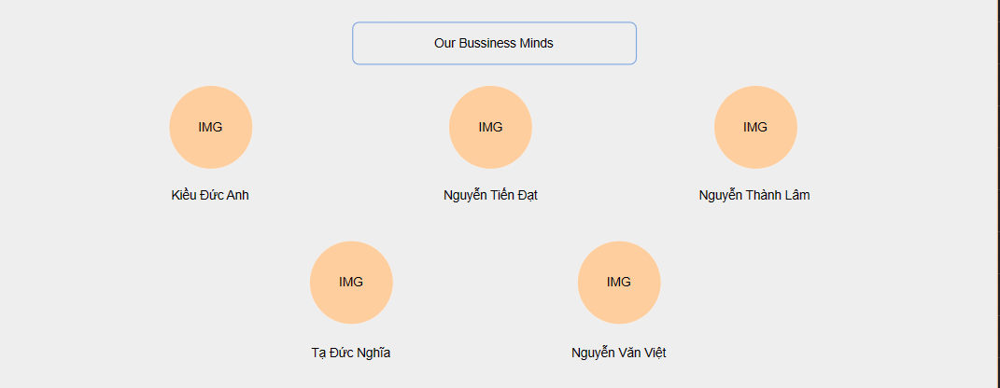 Our Bussiness Minds
IMG
IMG
IMG
Kiều Đức Anh
Nguyễn Tiến Đạt
Nguyễn Thành Lâm
IMG
IMG
Tạ Đức Nghĩa
Nguyễn Văn Việt